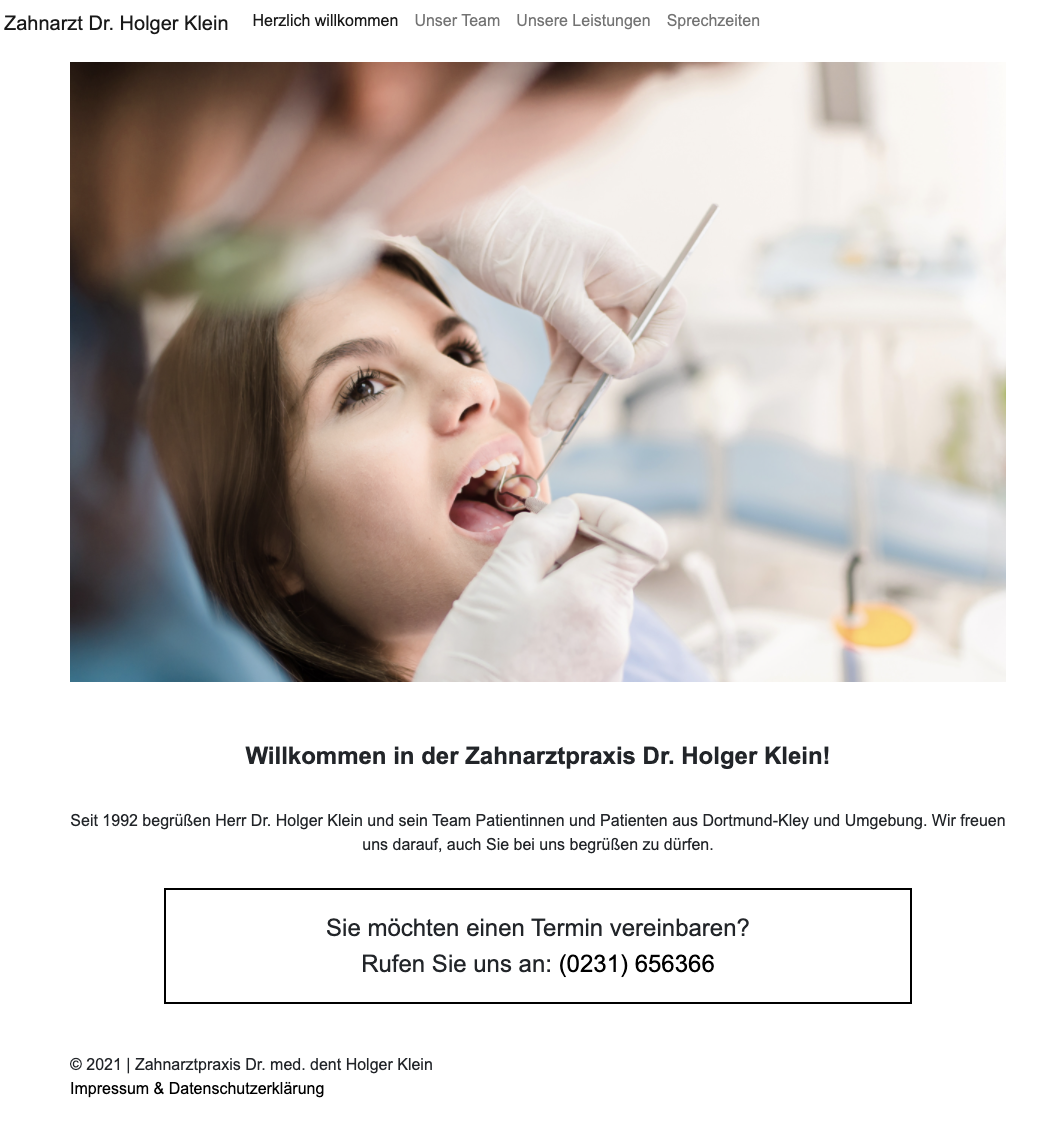 Zahnarzt Dr. Holger Klein Herzlich willkommen Unser Team Unsere Leistungen Sprechzeiten
Willkommen in der Zahnarztpraxis Dr. Holger Klein!
Seit 1992 begrüßen Herr Dr. Holger Klein und sein Team Patientinnen und Patienten aus Dortmund-Kley und Umgebung. Wir freuen
uns darauf, auch Sie bei uns begrüßen zu dürfen.
Sie möchten einen Termin vereinbaren?
Rufen Sie uns an: (0231) 656366
© 2021 | Zahnarztpraxis Dr. med. dent Holger Klein
Impressum & Datenschutzerklärung